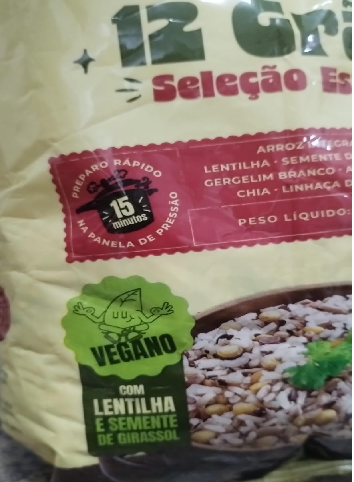 12 Grã
Seleção Es
PREPARO RÁPIDO
15
minutos
NA PANELA DE PRESSÃO
ARROZ
LENTILHA · SEMENTE D
GERGELIM BRANCO · A
CHIA · LINHAÇA D
PESO LÍQUIDO:
VEGANO
COM
LENTILHA
E SEMENTE
DE GIRASSOL